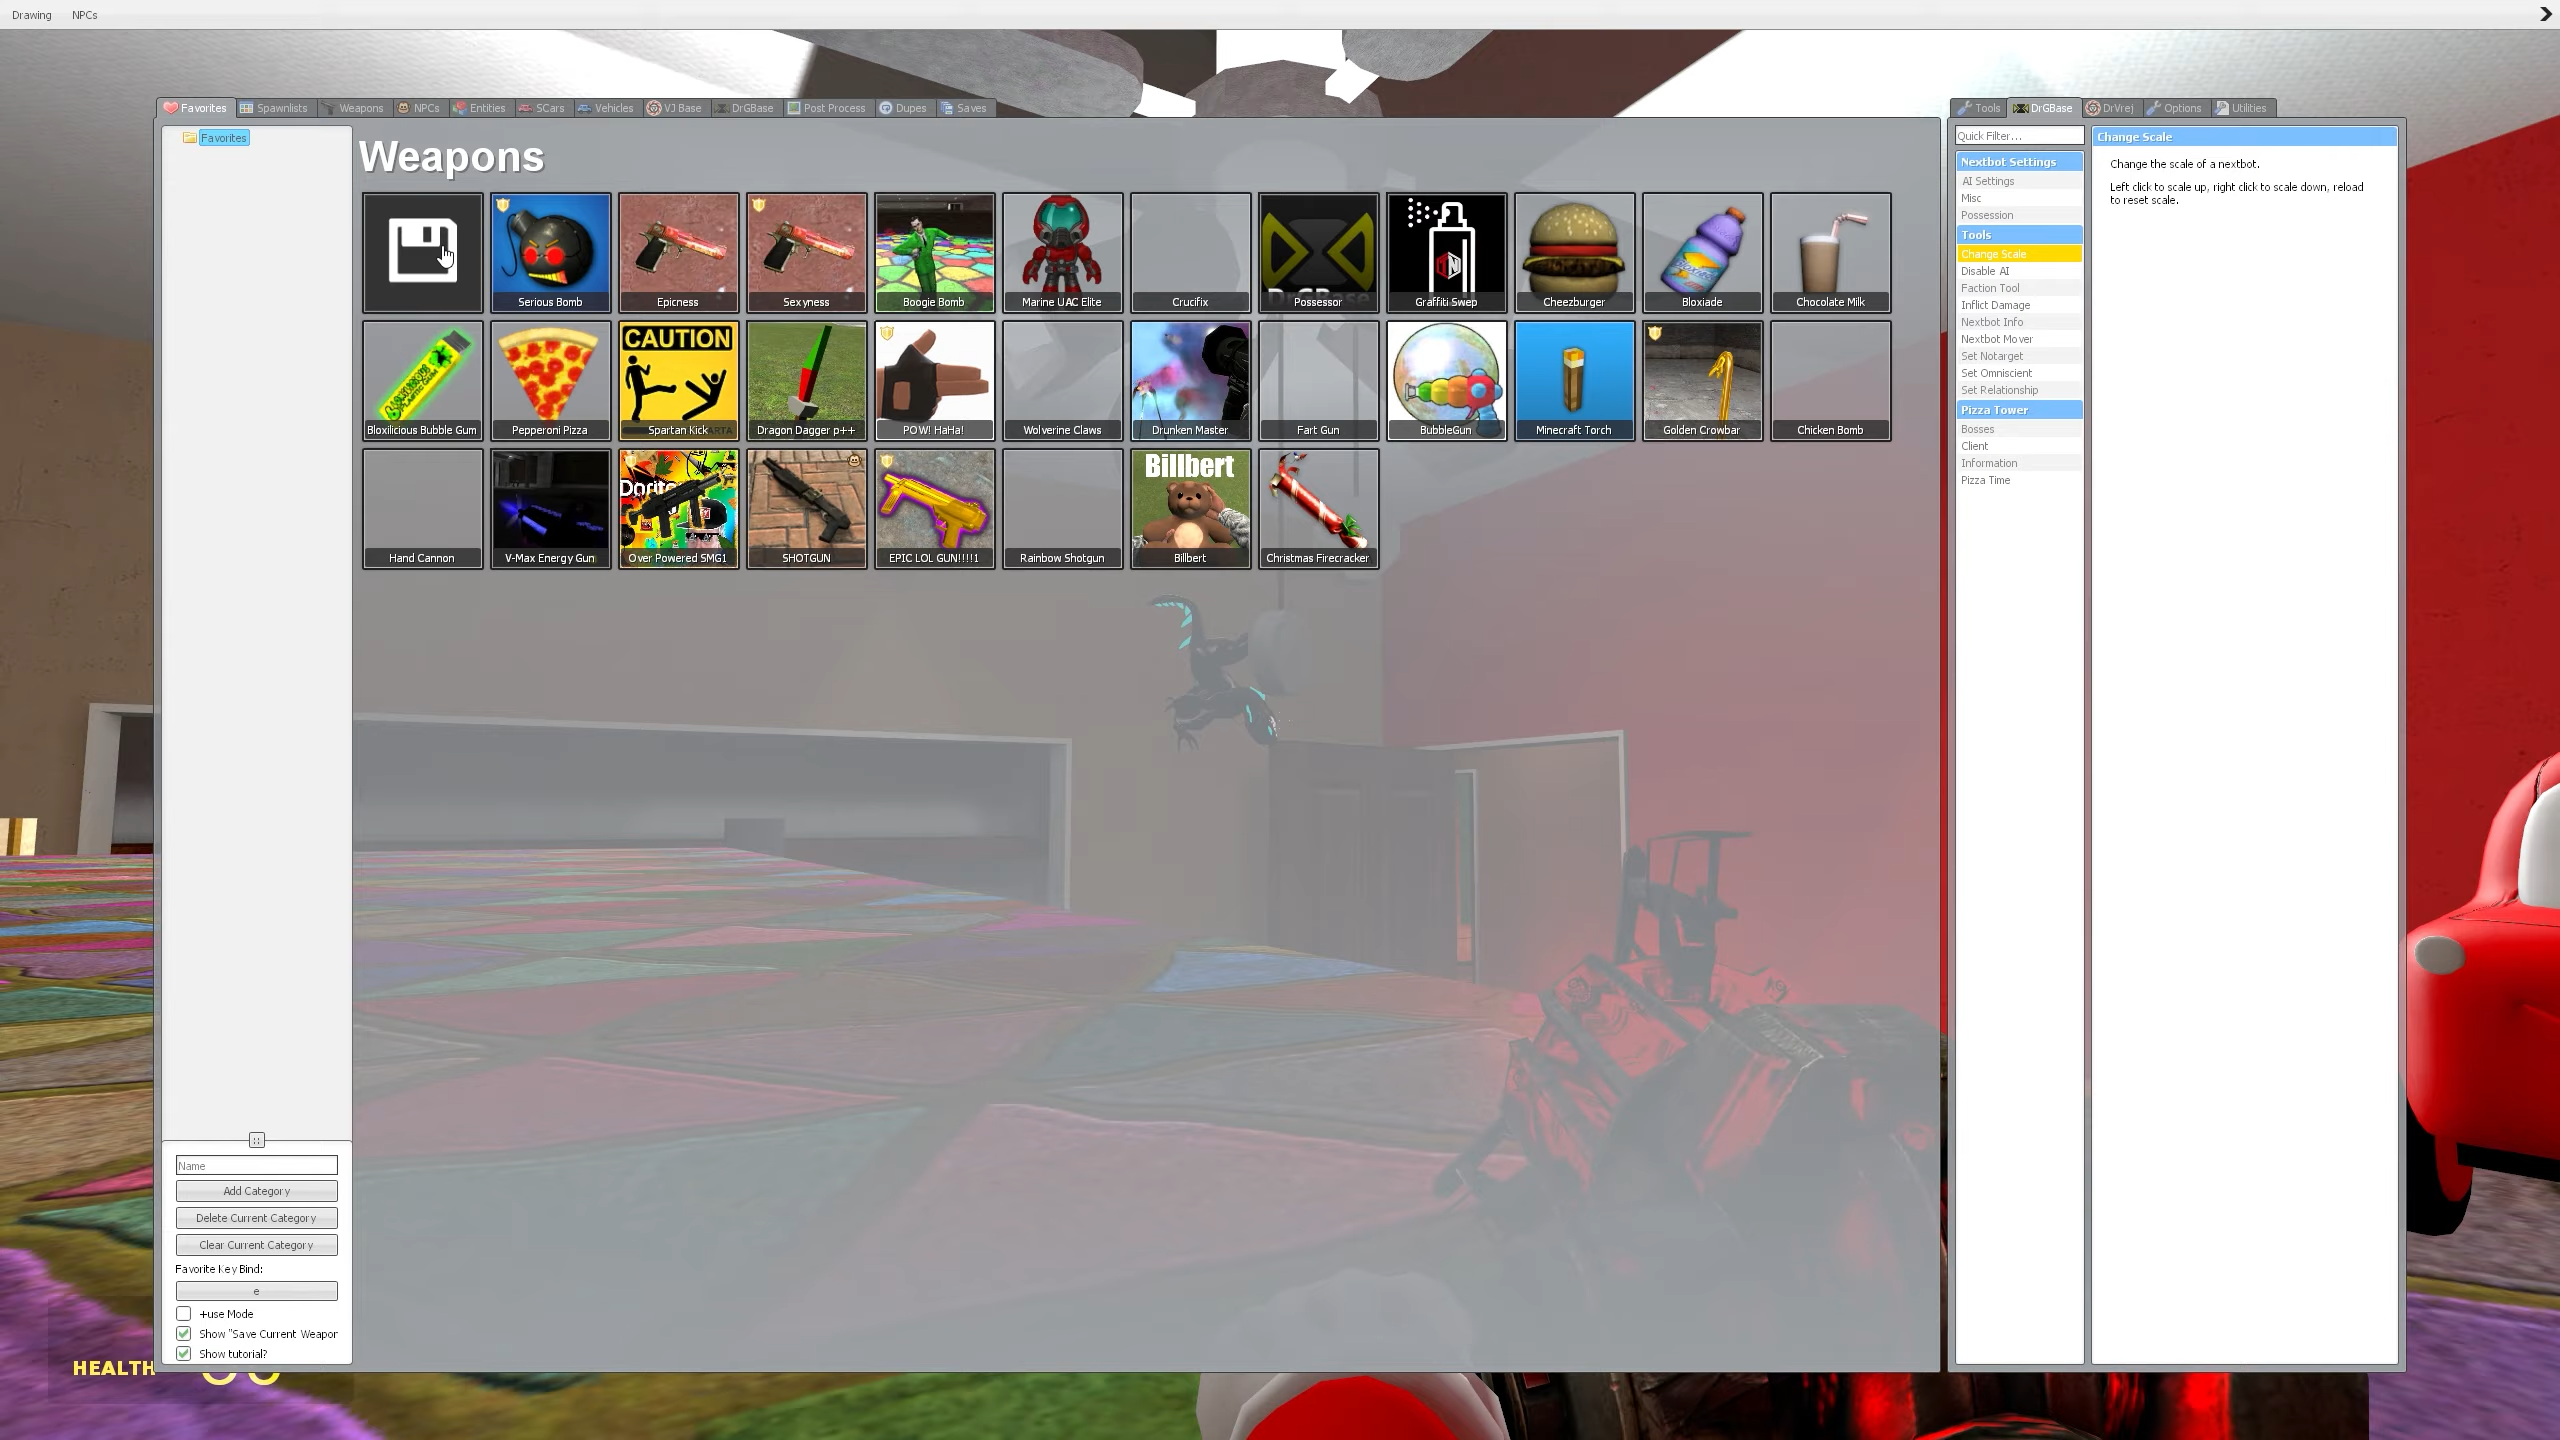 Drawing NPCs
Favorites Spawnlists Weapons NPCs Entities SCars Vehicles VJ Base DrGBase Post Process Dupes Saves
Favorites
Weapons
Serious Bomb
Epicness
Sexyness
Boogie Bomb
Marine UAC Elite
Crucifix
Possessor
Graffiti Swep
Cheezburger
Bloxiade
Chocolate Milk
Bloxilicious Bubble Gum
Pepperoni Pizza
CAUTION
Spartan Kick
Dragon Dagger p++
POW! HaHa!
Wolverine Claws
Drunken Master
Fart Gun
BubbleGun
Minecraft Torch
Golden Crowbar
Chicken Bomb
Hand Cannon
V-Max Energy Gun
Over Powered SMG1
SHOTGUN
EPIC LOL GUN!!!!1
Rainbow Shotgun
Billbert
Billbert
Christmas Firecracker
Name
Add Category
Delete Current Category
Clear Current Category
Favorite Key Bind:
e
+use Mode
Show "Save Current Weapon
Show tutorial?
HEALTH
Tools DrGBase DrVrej Options Utilities
Quick Filter...
Nextbot Settings
AI Settings
Misc
Possession
Tools
Change Scale
Disable AI
Faction Tool
Inflict Damage
Nextbot Info
Nextbot Mover
Set Notarget
Set Omniscient
Set Relationship
Pizza Tower
Bosses
Client
Information
Pizza Time
Change Scale
Change the scale of a nextbot.
Left click to scale up, right click to scale down, reload
to reset scale.